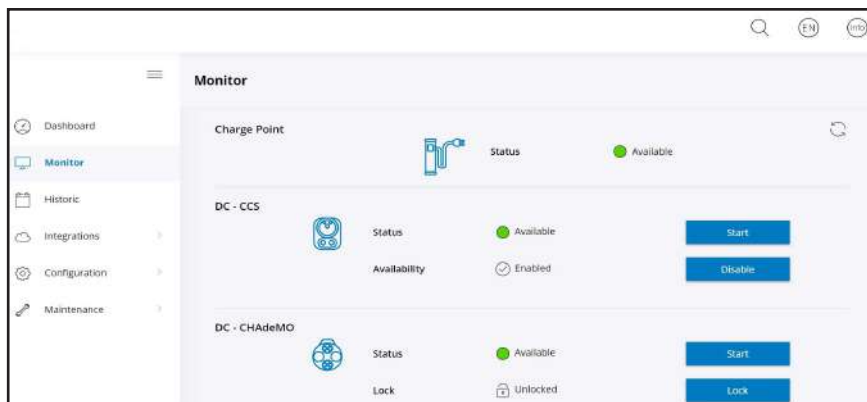 EN
info
Monitor
Dashboard
Monitor
Historic
Integrations
Configuration
Maintenance
Charge Point
Status Available
DC - CCS
Status Available Start
Availability Enabled Disable
DC - CHAdeMO
Status Available Start
Lock Unlocked Lock